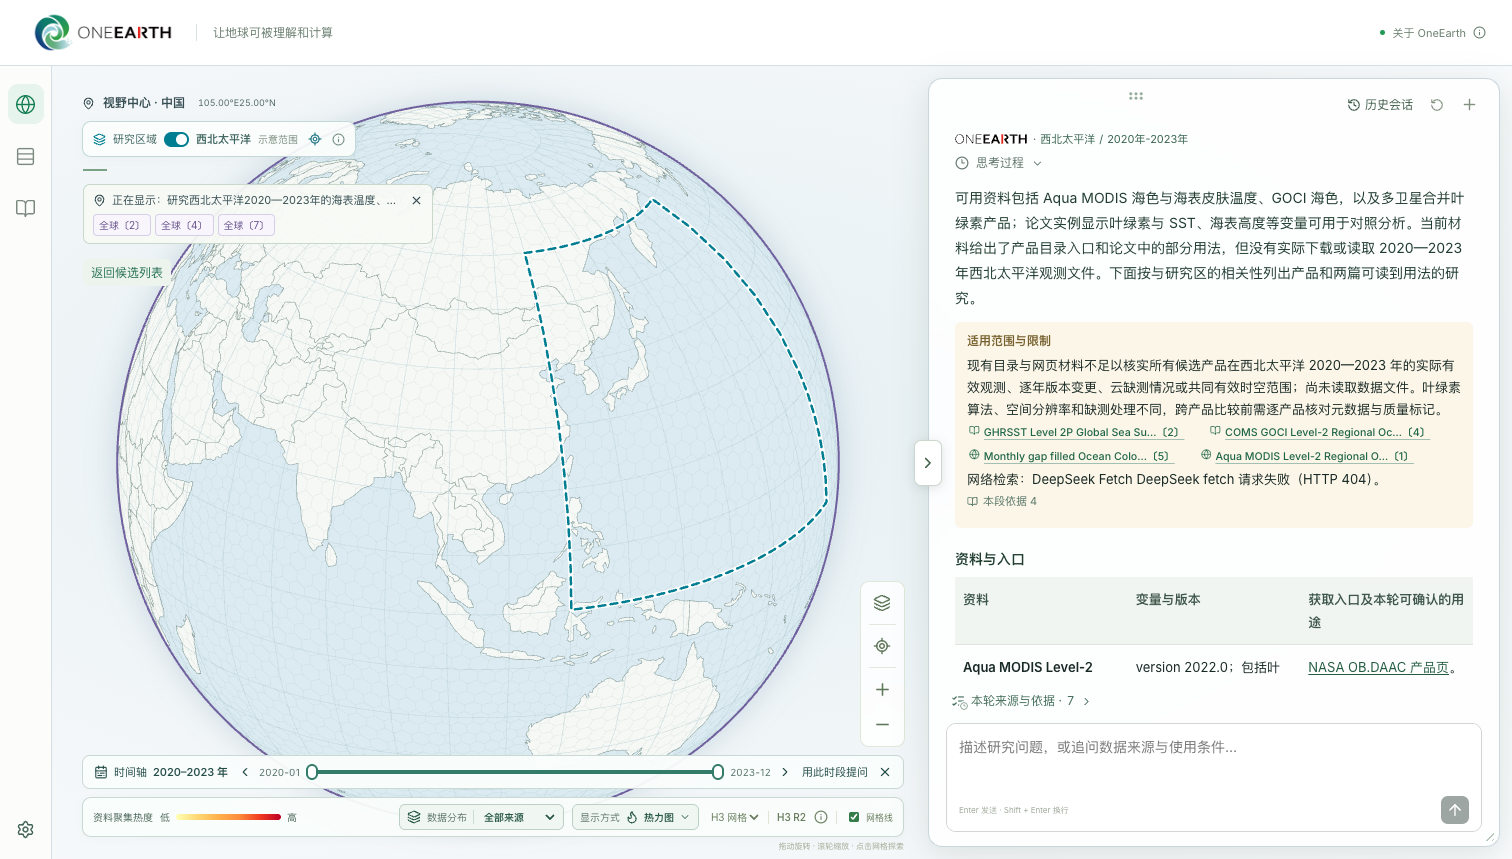 ONEEARTH
让地球可被理解和计算
关于 OneEarth
视野中心 · 中国 105.00°E25.00°N
研究区域 西北太平洋 示意范围
正在显示：研究西北太平洋2020—2023年的海表温度、...
全球（2） 全球（4） 全球（7）
返回候选列表
时间轴 2020–2023 年 2020-01 2023-12 用此时段提问
资料聚集热度 低 高 数据分布 全部来源 显示方式 热力图 H3 网格 H3 R2 网格线
拖动旋转 · 滚轮缩放 · 点击网格探索
历史会话
ONEEARTH · 西北太平洋 / 2020年-2023年
思考过程
可用资料包括 Aqua MODIS 海色与海表皮肤温度、GOCI 海色，以及多卫星合并叶
绿素产品；论文实例显示叶绿素与 SST、海表高度等变量可用于对照分析。当前材
料给出了产品目录入口和论文中的部分用法，但没有实际下载或读取 2020—2023
年西北太平洋观测文件。下面按与研究区的相关性列出产品和两篇可读到用法的研
究。
适用范围与限制
现有目录与网页材料不足以核实所有候选产品在西北太平洋 2020—2023 年的实际有
效观测、逐年版本变更、云缺测情况或共同有效时空范围；尚未读取数据文件。叶绿素
算法、空间分辨率和缺测处理不同，跨产品比较前需逐产品核对元数据与质量标记。
GHRSST Level 2P Global Sea Su...（2） COMS GOCI Level-2 Regional Oc...（4）
Monthly gap filled Ocean Colo...（5） Aqua MODIS Level-2 Regional O...（1）
网络检索：DeepSeek Fetch DeepSeek fetch 请求失败（HTTP 404）。
本段依据 4
资料与入口
资料 变量与版本 获取入口及本轮可确认的用
途
Aqua MODIS Level-2 version 2022.0；包括叶 NASA OB.DAAC 产品页。
本轮来源与依据 · 7
描述研究问题，或追问数据来源与使用条件...
Enter 发送 · Shift + Enter 换行